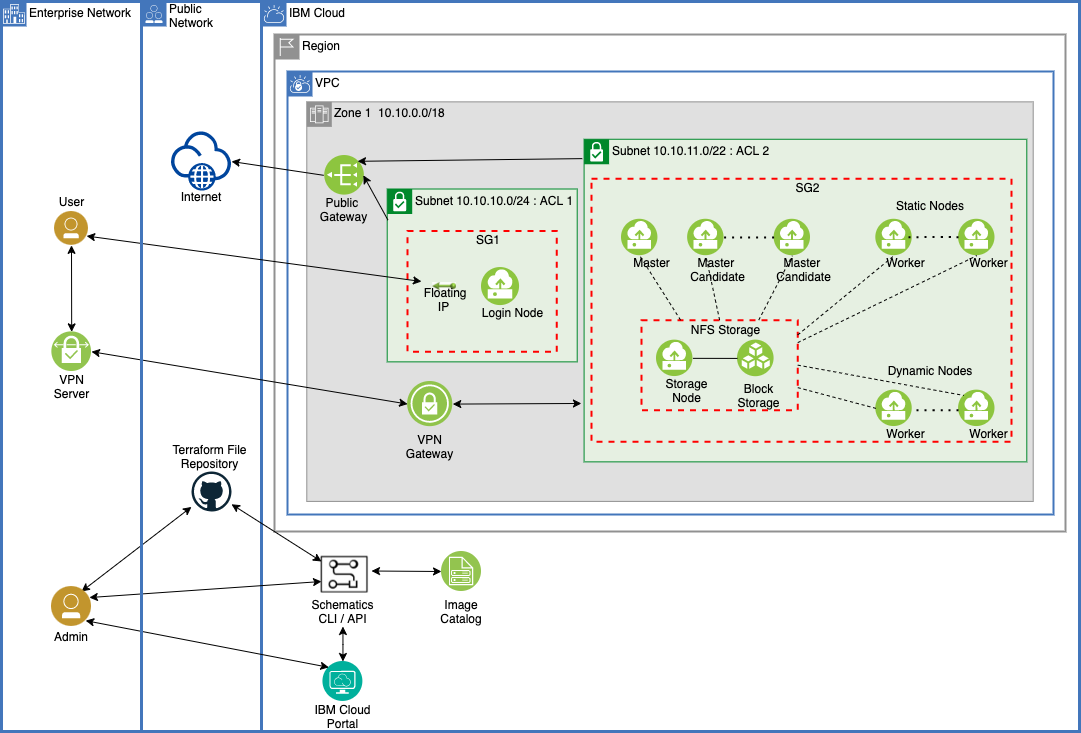 Enterprise Network
Public
Network
IBM Cloud
Region
VPC
Zone 1 10.10.0.0/18
Subnet 10.10.11.0/22 : ACL 2
SG2
Static Nodes
Internet
Public
Gateway
Subnet 10.10.10.0/24 : ACL 1
SG1
User
Floating
IP
Login Node
Master
Master
Candidate
Master
Candidate
Worker
Worker
NFS Storage
Storage
Node
Block
Storage
Dynamic Nodes
Worker
Worker
VPN
Server
VPN
Gateway
Terraform File
Repository
Schematics
CLI / API
Image
Catalog
Admin
IBM Cloud
Portal